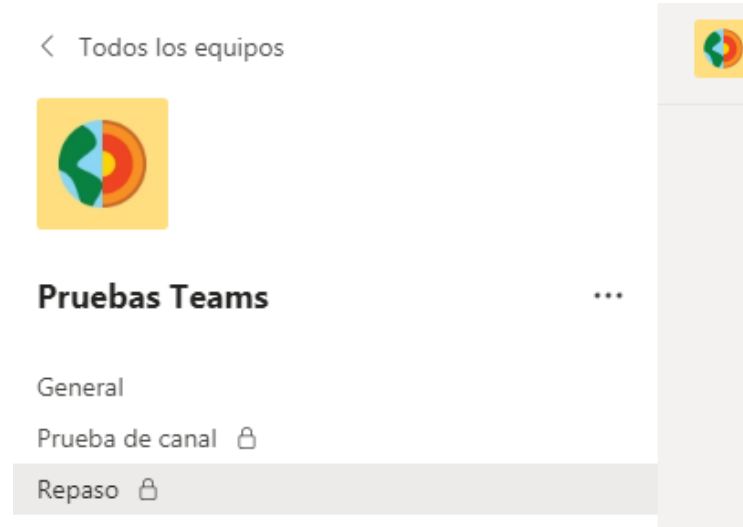 Todos los equipos
Pruebas Teams
General
Prueba de canal
Repaso